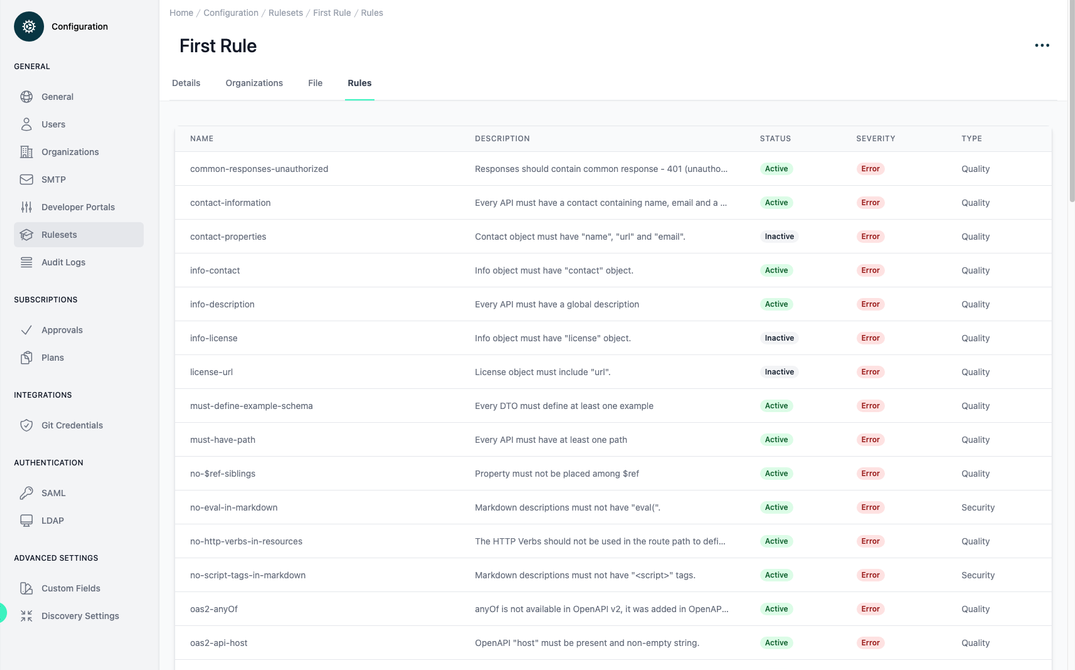 Configuration
GENERAL
General
Users
Organizations
SMTP
Developer Portals
Rulesets
Audit Logs
SUBSCRIPTIONS
Approvals
Plans
INTEGRATIONS
Git Credentials
AUTHENTICATION
SAML
LDAP
ADVANCED SETTINGS
Custom Fields
Discovery Settings
Home / Configuration / Rulesets / First Rule / Rules
First Rule
Details Organizations File Rules
NAME DESCRIPTION STATUS SEVERITY TYPE
common-responses-unauthorized Responses should contain common response - 401 (unautho... Active Error Quality
contact-information Every API must have a contact containing name, email and a ... Active Error Quality
contact-properties Contact object must have "name", "url" and "email". Inactive Error Quality
info-contact Info object must have "contact" object. Active Error Quality
info-description Every API must have a global description Active Error Quality
info-license Info object must have "license" object. Inactive Error Quality
license-url License object must include "url". Inactive Error Quality
must-define-example-schema Every DTO must define at least one example Active Error Quality
must-have-path Every API must have at least one path Active Error Quality
no-$ref-siblings Property must not be placed among $ref Active Error Quality
no-eval-in-markdown Markdown descriptions must not have "eval(". Active Error Security
no-http-verbs-in-resources The HTTP Verbs should not be used in the route path to defi... Active Error Quality
no-script-tags-in-markdown Markdown descriptions must not have "<script>" tags. Active Error Security
oas2-anyOf anyOf is not available in OpenAPI v2, it was added in OpenAP... Active Error Quality
oas2-api-host OpenAPI "host" must be present and non-empty string. Active Error Quality